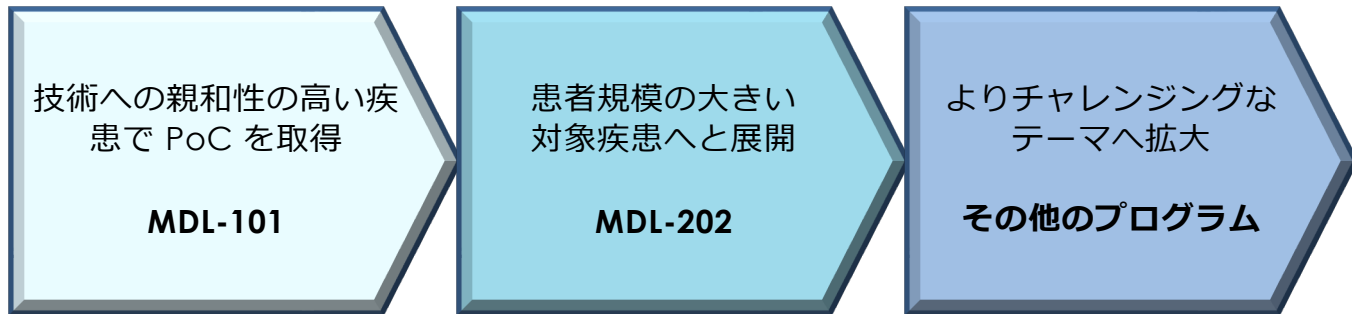 技術への親和性の高い疾
患で PoC を取得
MDL-101
患者規模の大きい
対象疾患へと展開
MDL-202
よりチャレンジングな
テーマへ拡大
その他のプログラム